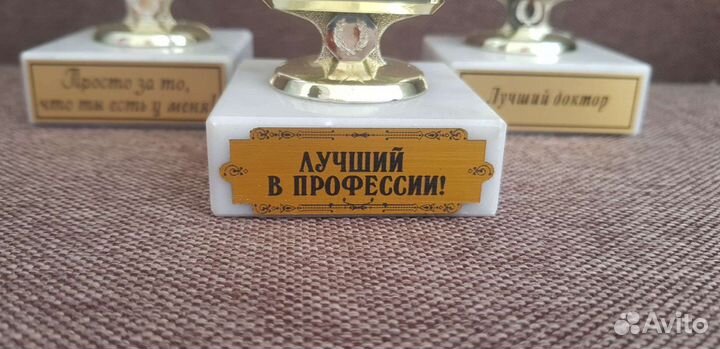 Просто за то,
что ты есть у меня!
ЛУЧШИЙ
В ПРОФЕССИИ!
Лучший доктор
Avito